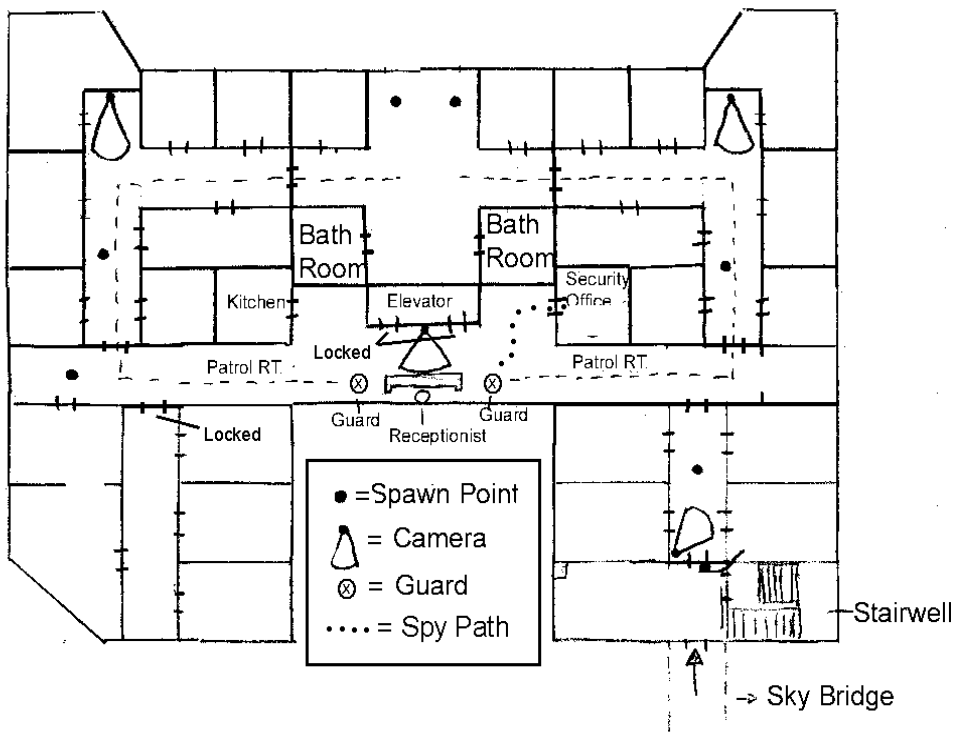 Bath
Room
Bath
Room
Kitchen
Elevator
Security
Office
Locked
Patrol RT.
Patrol RT.
Guard
Guard
Receptionist
Locked
= Spawn Point
= Camera
= Guard
= Spy Path
Stairwell
Sky Bridge